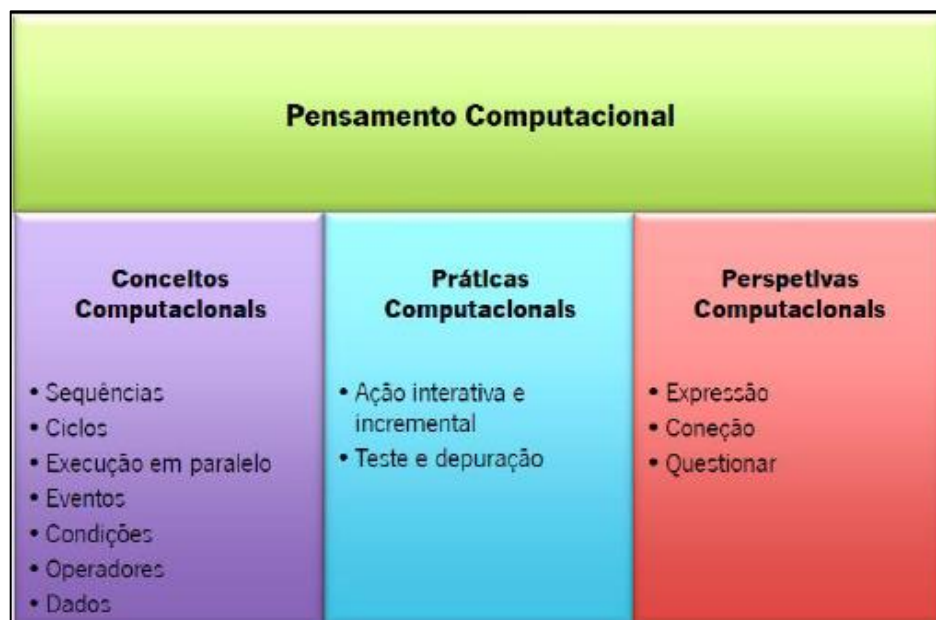 Pensamento Computacional
Conceitos
Computacionais
• Sequências
• Ciclos
• Execução em paralelo
• Eventos
• Condições
• Operadores
• Dados
Práticas
Computacionais
• Ação interativa e
incremental
• Teste e depuração
Perspetivas
Computacionais
• Expressão
• Coneção
• Questionar